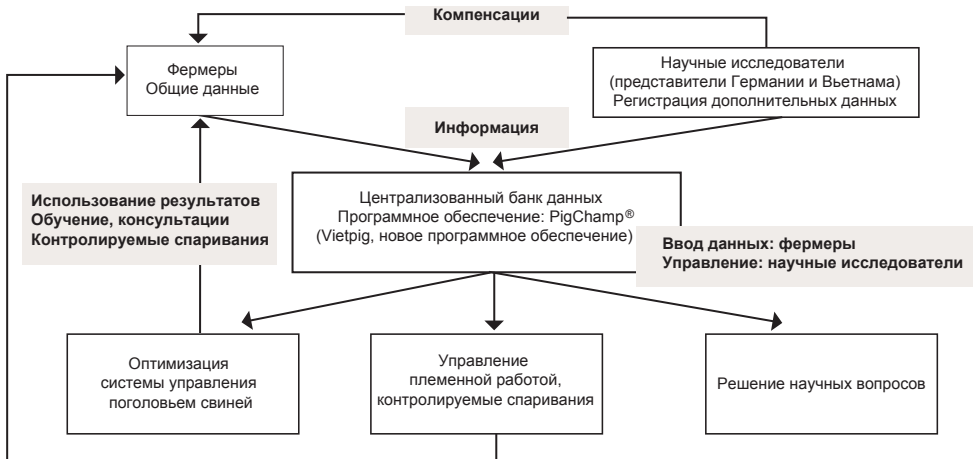 Компенсации
Фермеры
Общие данные
Научные исследователи
(представители Германии и Вьетнама)
Регистрация дополнительных данных
Информация
Использование результатов
Обучение, консультации
Контролируемые спаривания
Централизованный банк данных
Программное обеспечение: PigChamp®
(Vietpig, новое программное обеспечение)
Ввод данных: фермеры
Управление: научные исследователи
Оптимизация
системы управления
поголовьем свиней
Управление
племенной работой,
контролируемые спаривания
Решение научных вопросов